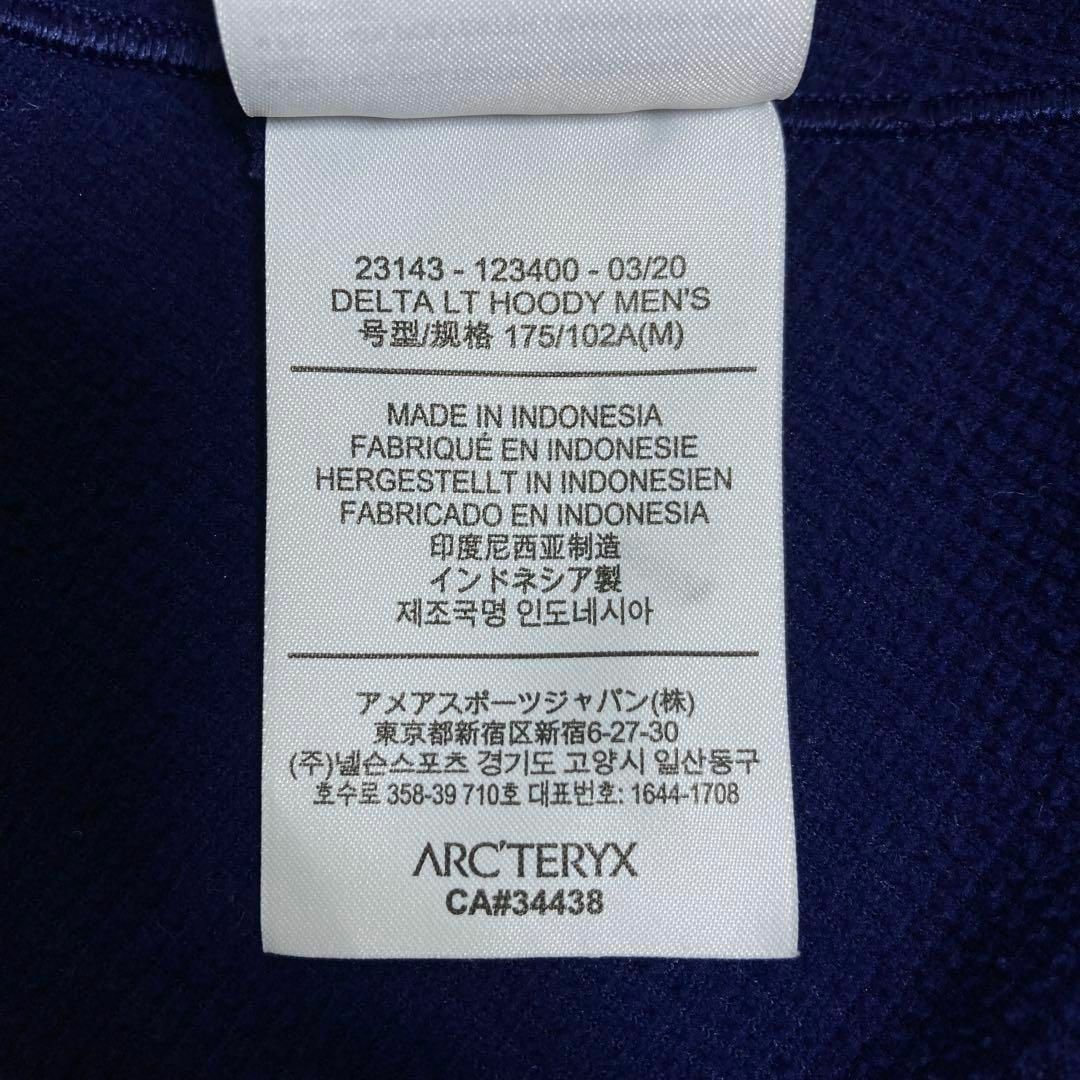 23143 - 123400 - 03/20
DELTA LT HOODY MEN'S
号型/规格 175/102A(M)
MADE IN INDONESIA
FABRIQUÉ EN INDONESIE
HERGESTELLT IN INDONESIEN
FABRICADO EN INDONESIA
印度尼西亚制造
インドネシア製
제조국명 인도네시아
アメアスポーツジャパン(株)
東京都新宿区新宿6-27-30
(주)넬슨스포츠 경기도 고양시 일산동구
호수로 358-39 710호 대표번호: 1644-1708
ARC'TERYX
CA#34438